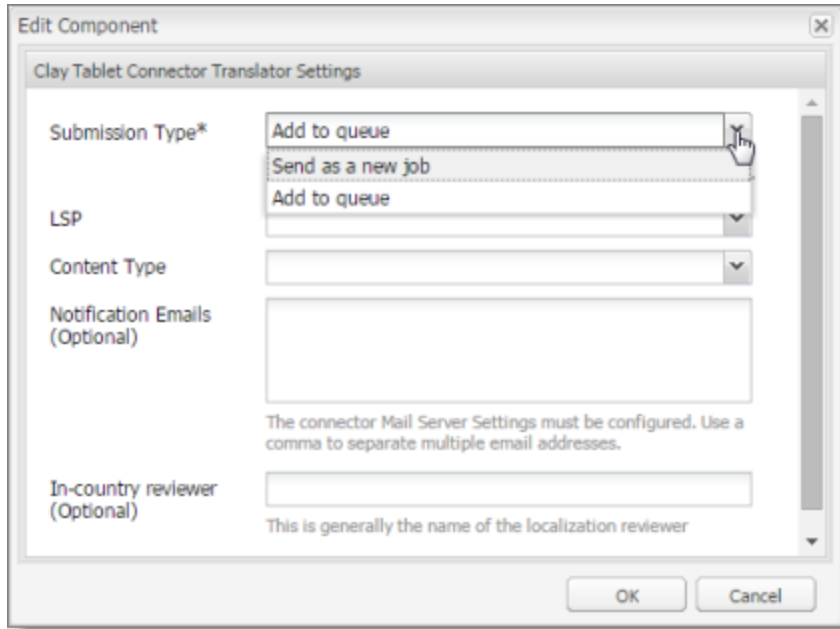 Edit Component
Clay Tablet Connector Translator Settings
Submission Type*
Add to queue
Send as a new job
Add to queue
LSP
Content Type
Notification Emails
(Optional)
The connector Mail Server Settings must be configured. Use a
comma to separate multiple email addresses.
In-country reviewer
(Optional)
This is generally the name of the localization reviewer
OK
Cancel